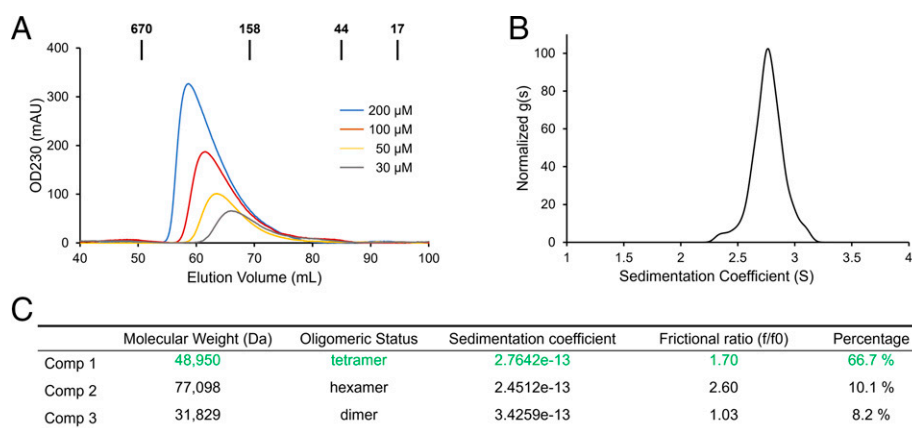 A
670 158 44 17
400
300
200
100
0
OD230 (mAU)
200 µM
100 µM
50 µM
30 µM
40 50 60 70 80 90 100
Elution Volume (mL)
B
100
80
60
40
20
0
Normalized g(s)
1 1.5 2 2.5 3 3.5 4
Sedimentation Coefficient (S)
C
Molecular Weight (Da) Oligomeric Status Sedimentation coefficient Frictional ratio (f/f0) Percentage
Comp 1 48,950 tetramer 2.7642e-13 1.70 66.7 %
Comp 2 77,098 hexamer 2.4512e-13 2.60 10.1 %
Comp 3 31,829 dimer 3.4259e-13 1.03 8.2 %